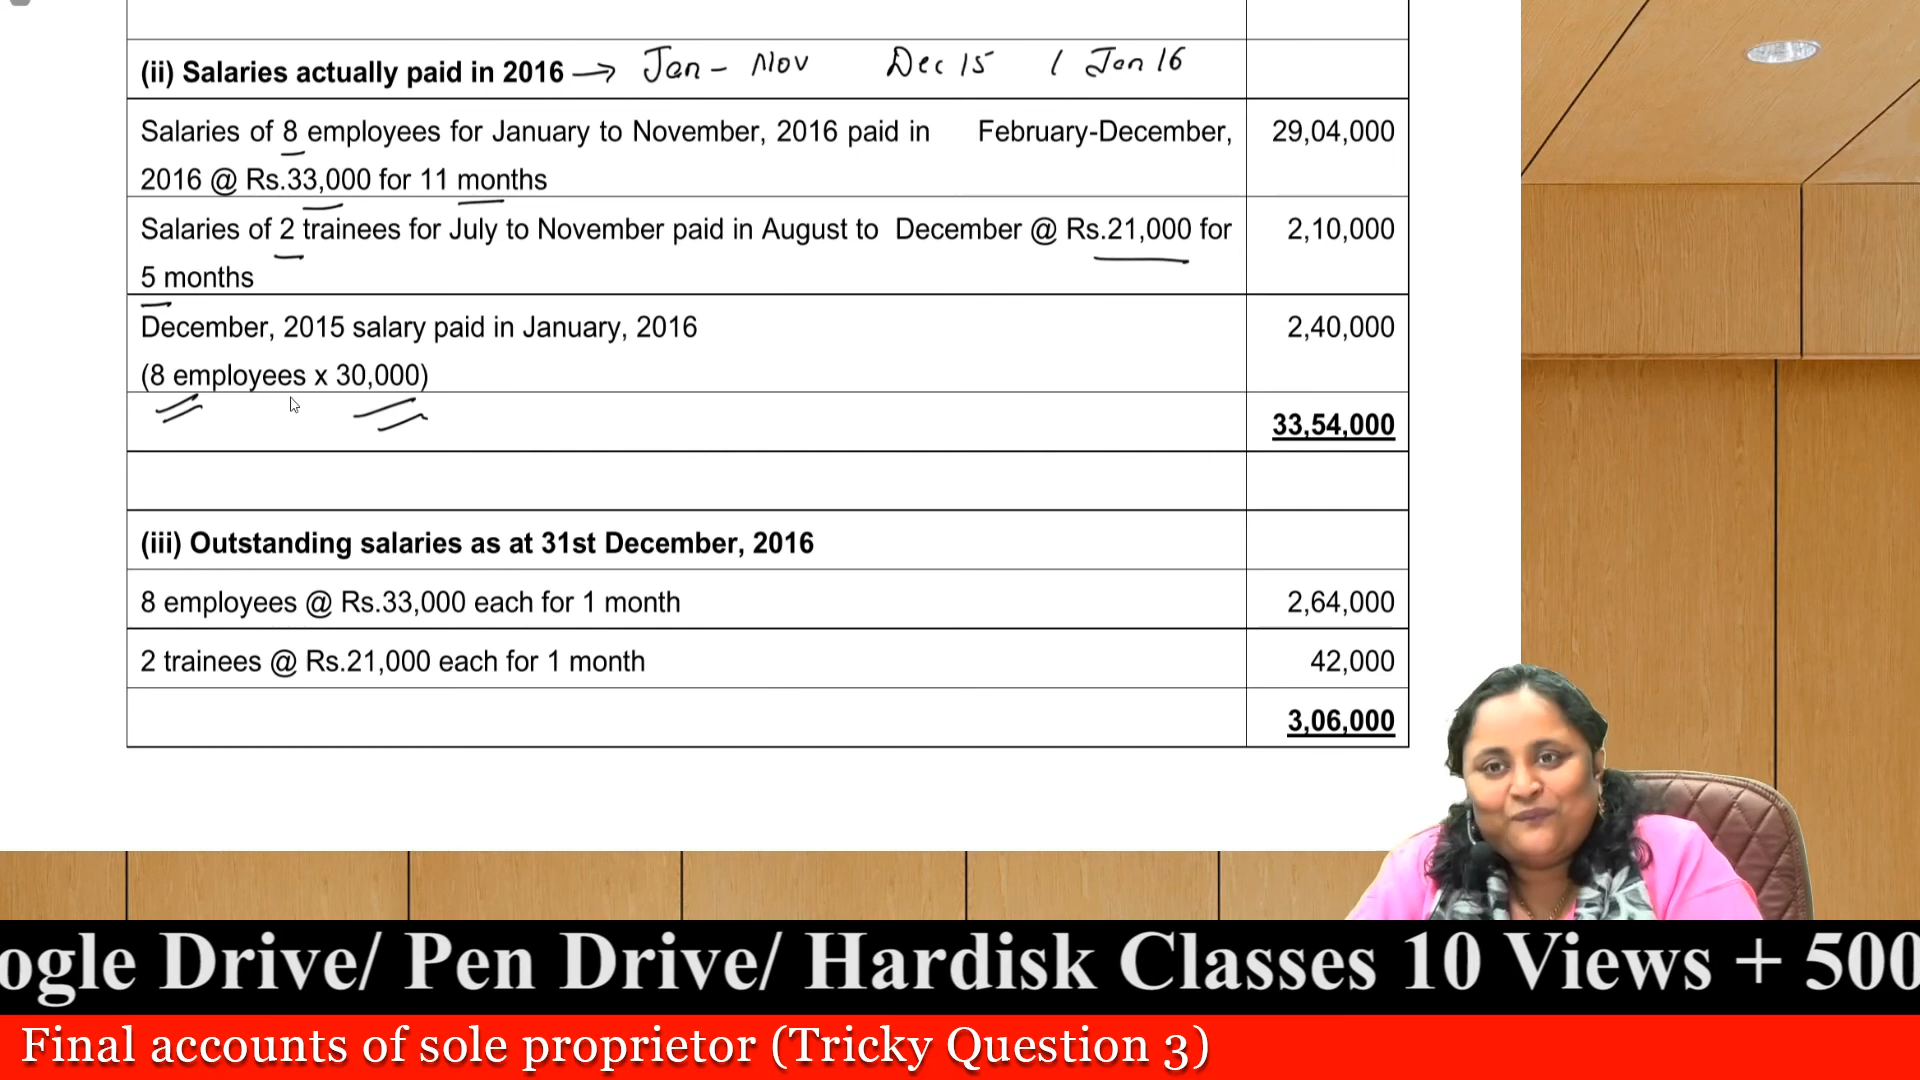 (ii) Salaries actually paid in 2016 → Jan - Nov Dec 15 1 Jan 16
Salaries of 8 employees for January to November, 2016 paid in February-December, 29,04,000
2016 @ Rs.33,000 for 11 months
Salaries of 2 trainees for July to November paid in August to December @ Rs.21,000 for 2,10,000
5 months
December, 2015 salary paid in January, 2016 2,40,000
(8 employees x 30,000)
33,54,000
(iii) Outstanding salaries as at 31st December, 2016
8 employees @ Rs.33,000 each for 1 month 2,64,000
2 trainees @ Rs.21,000 each for 1 month 42,000
3,06,000
ogle Drive/ Pen Drive/ Hardisk Classes 10 Views + 500
Final accounts of sole proprietor (Tricky Question 3)